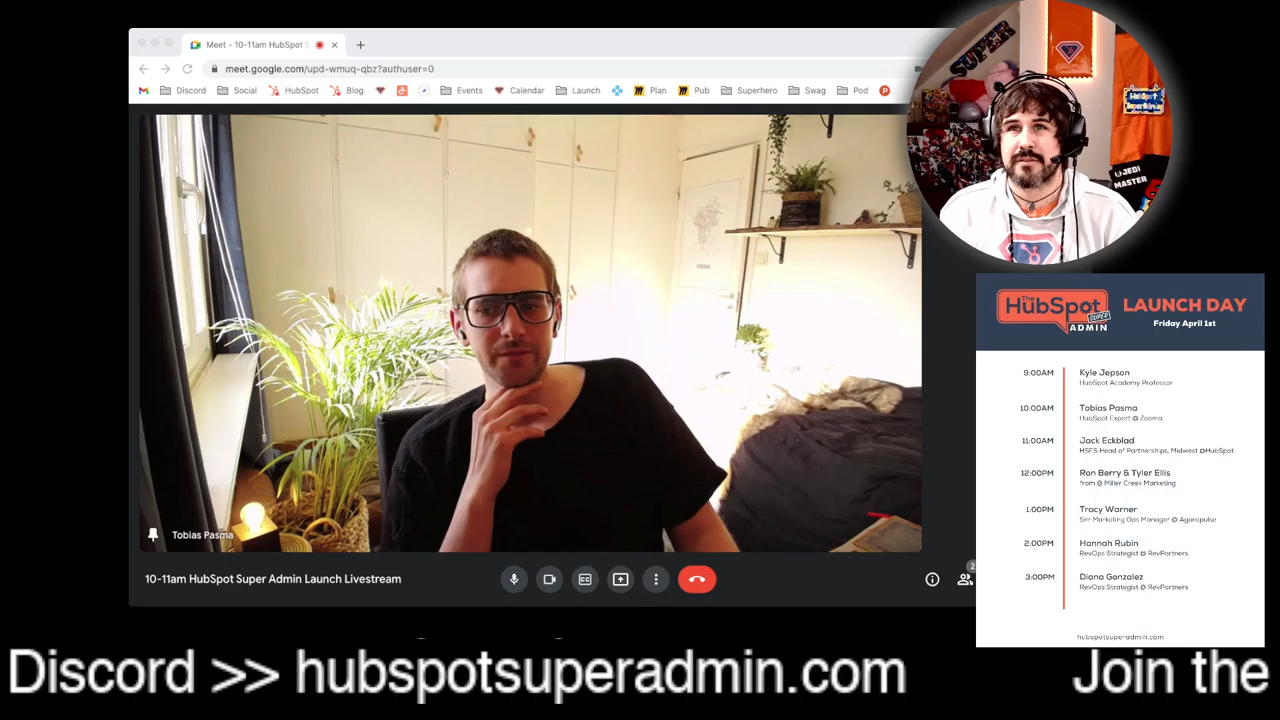 Meet - 10-11am HubSpot S
meet.google.com/upd-wmuq-qbz?authuser=0
Discord Social HubSpot Blog Events Calendar Launch Plan Pub Superhero Swag Pod
SUPER
HubSpot
JEDI
MASTER
Tobias Pasma
10-11am HubSpot Super Admin Launch Livestream
2
The
HubSpot
SUPER
ADMIN
LAUNCH DAY
Friday April 1st
9:00AM Kyle Jepson
HubSpot Academy Professor
10:00AM Tobias Pasma
HubSpot Expert @ Zooma
11:00AM Jack Eckblad
HSFS Head of Partnerships, Midwest @HubSpot
12:00PM Ron Berry & Tyler Ellis
from @ Miller Creek Marketing
1:00PM Tracy Warner
Snr Marketing Ops Manager @ Agorapulse
2:00PM Hannah Rubin
RevOps Strategist @ RevPartners
3:00PM Diana Gonzalez
RevOps Strategist @ RevPartners
hubspotsuperadmin.com
Discord >> hubspotsuperadmin.com Join the